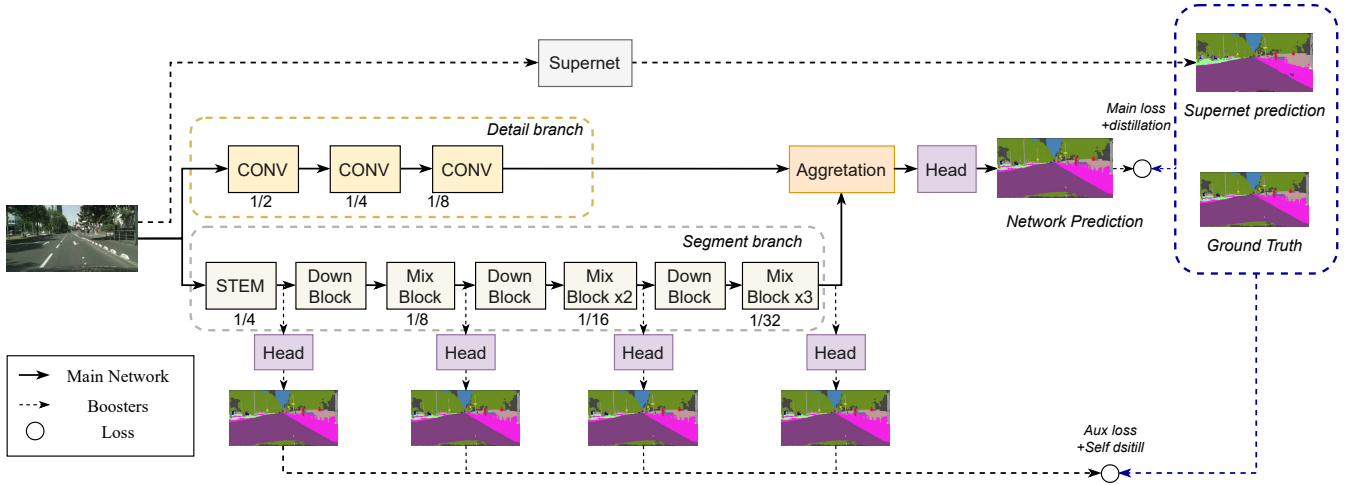 Supernet
Supernet prediction
Main loss
+distillation
Detail branch
CONV
CONV
CONV
1/2
1/4
1/8
Aggretation
Head
Network Prediction
Ground Truth
Segment branch
STEM
Down
Block
Mix
Block
Down
Block
Mix
Block x2
Down
Block
Mix
Block x3
1/4
1/8
1/16
1/32
Head
Head
Head
Head
Main Network
Boosters
Loss
Aux loss
+Self dsitill